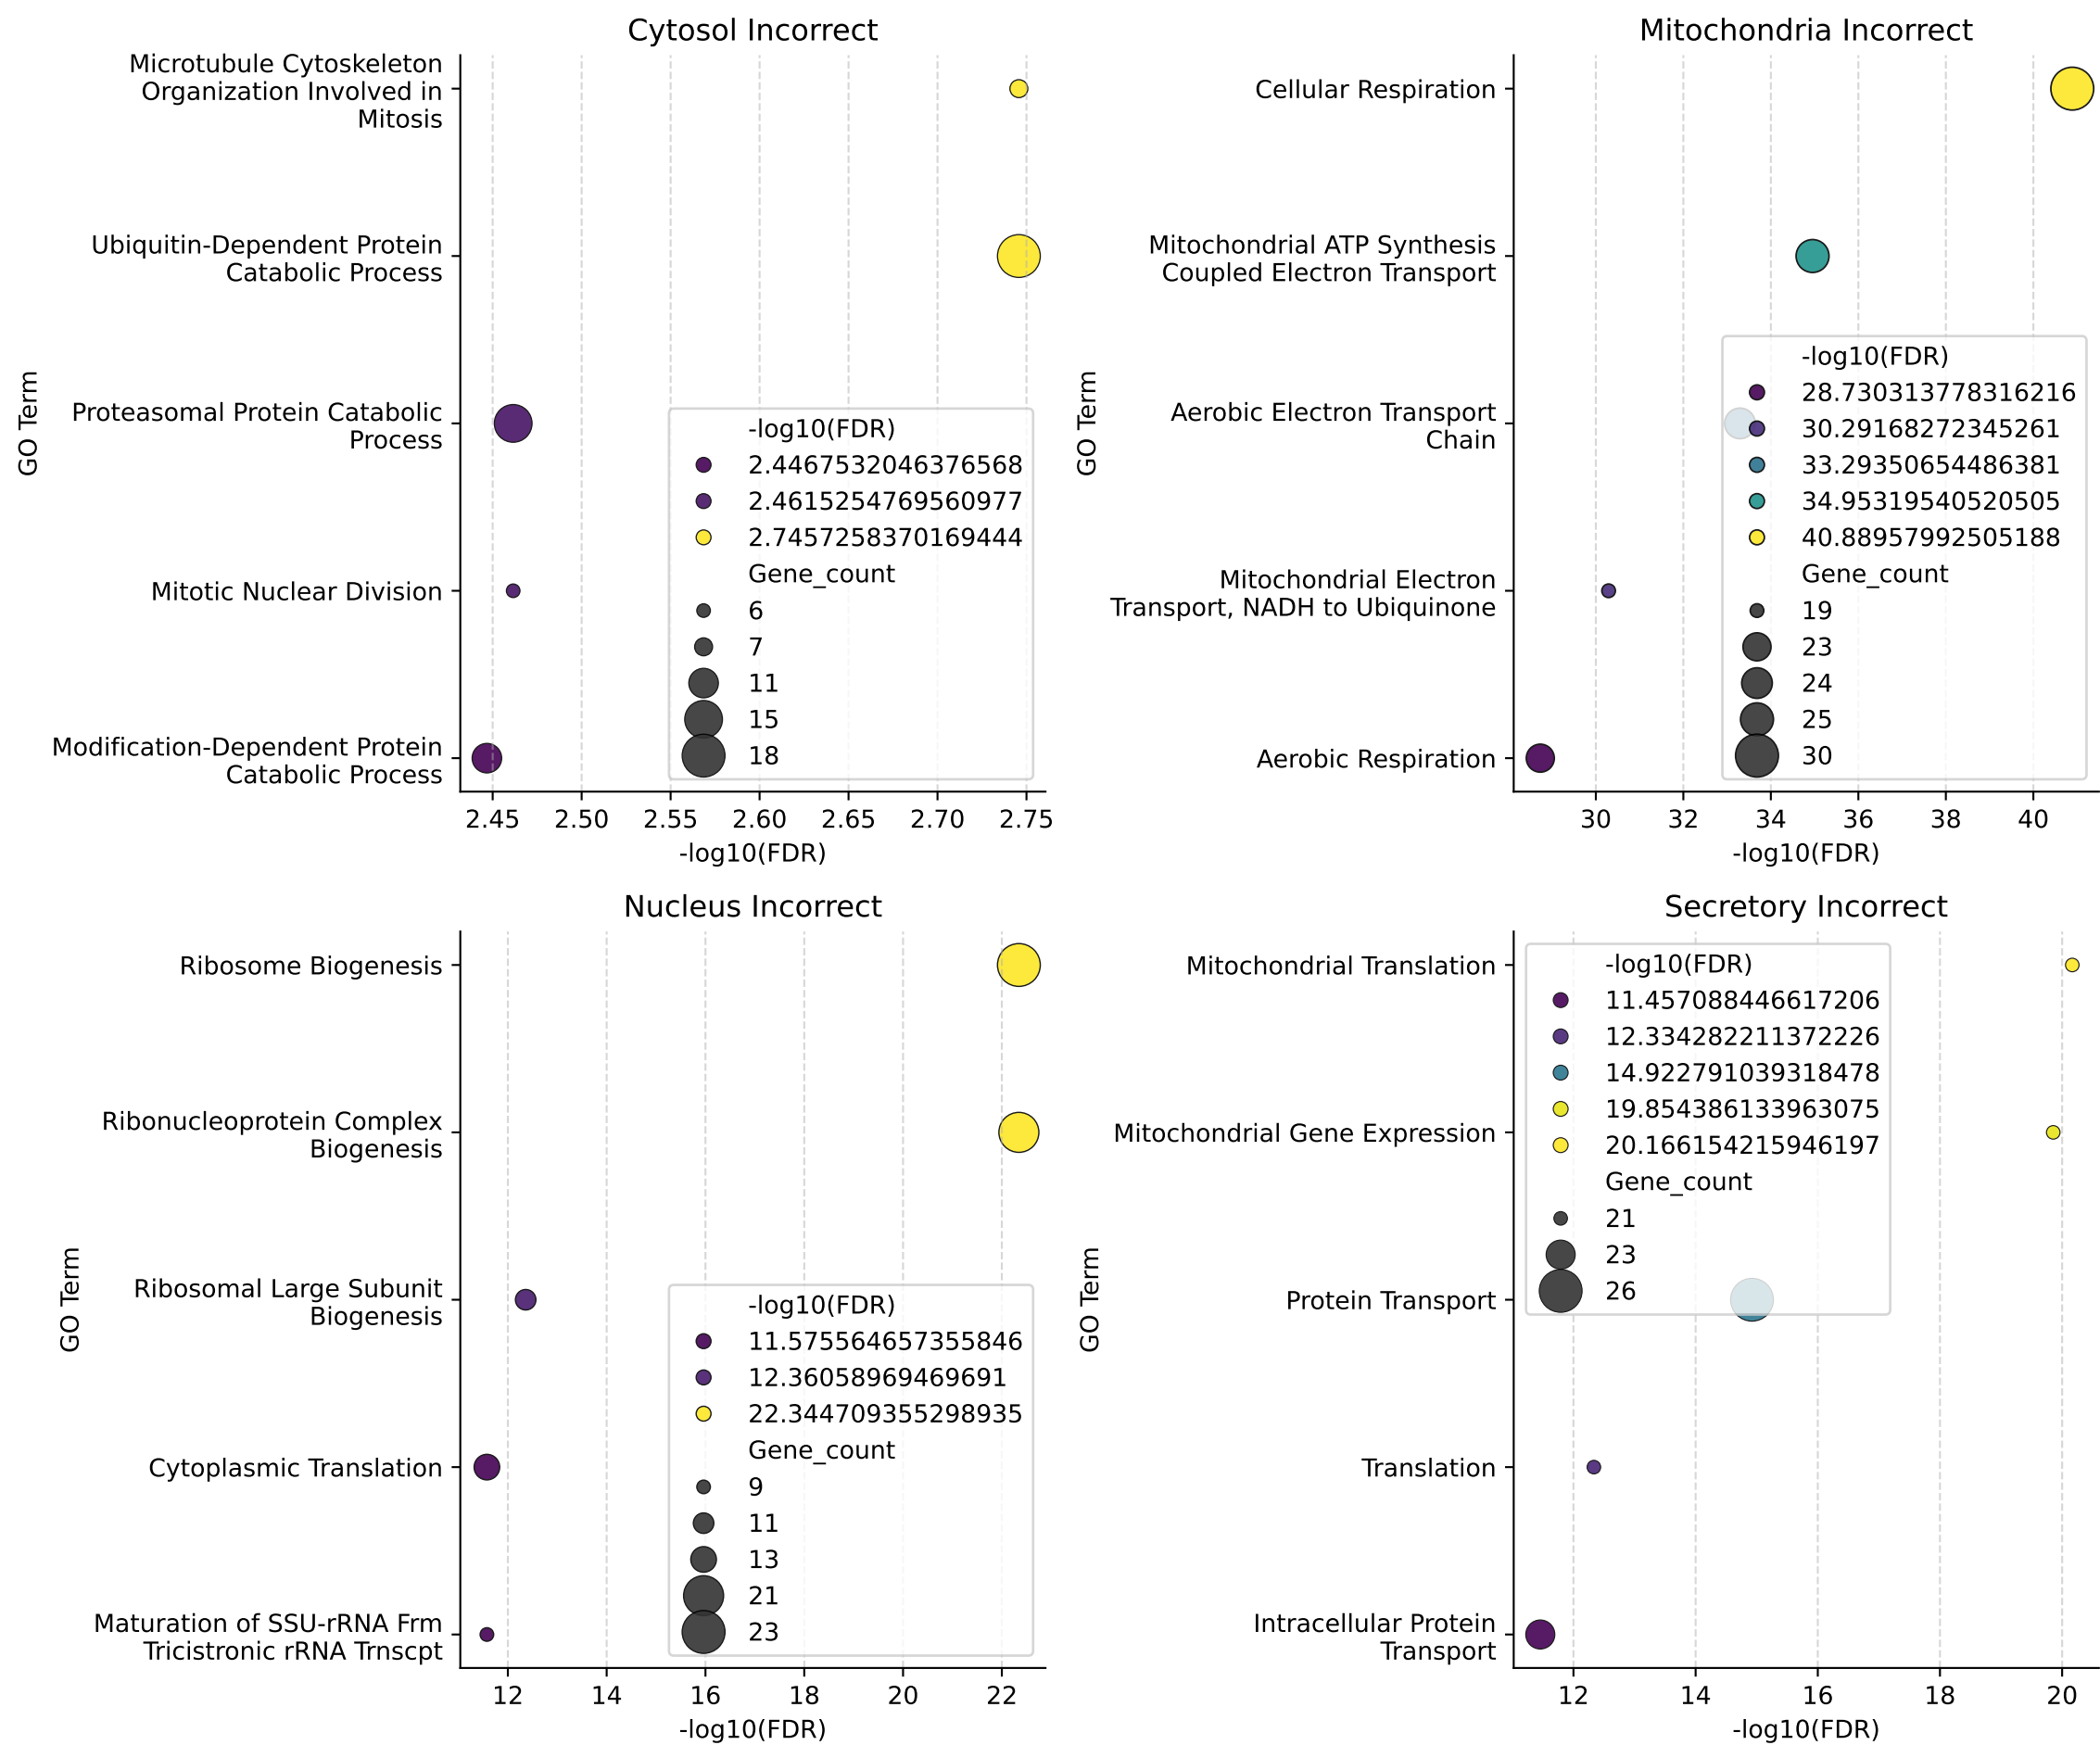 Cytosol Incorrect
GO Term
Microtubule Cytoskeleton
Organization Involved in
Mitosis
Ubiquitin-Dependent Protein
Catabolic Process
Proteasomal Protein Catabolic
Process
Mitotic Nuclear Division
Modification-Dependent Protein
Catabolic Process
-log10(FDR)
2.4467532046376568
2.4615254769560977
2.7457258370169444
Gene_count
6
7
11
15
18
2.45 2.50 2.55 2.60 2.65 2.70 2.75
-log10(FDR)
Mitochondria Incorrect
GO Term
Cellular Respiration
Mitochondrial ATP Synthesis
Coupled Electron Transport
Aerobic Electron Transport
Chain
Mitochondrial Electron
Transport, NADH to Ubiquinone
Aerobic Respiration
-log10(FDR)
28.730313778316216
30.29168272345261
33.29350654486381
34.95319540520505
40.88957992505188
Gene_count
19
23
24
25
30
30 32 34 36 38 40
-log10(FDR)
Nucleus Incorrect
GO Term
Ribosome Biogenesis
Ribonucleoprotein Complex
Biogenesis
Ribosomal Large Subunit
Biogenesis
Cytoplasmic Translation
Maturation of SSU-rRNA Frm
Tricistronic rRNA Trnscpt
-log10(FDR)
11.575564657355846
12.36058969469691
22.344709355298935
Gene_count
9
11
13
21
23
12 14 16 18 20 22
-log10(FDR)
Secretory Incorrect
GO Term
Mitochondrial Translation
Mitochondrial Gene Expression
Protein Transport
Translation
Intracellular Protein
Transport
-log10(FDR)
11.457088446617206
12.334282211372226
14.922791039318478
19.854386133963075
20.166154215946197
Gene_count
21
23
26
12 14 16 18 20
-log10(FDR)